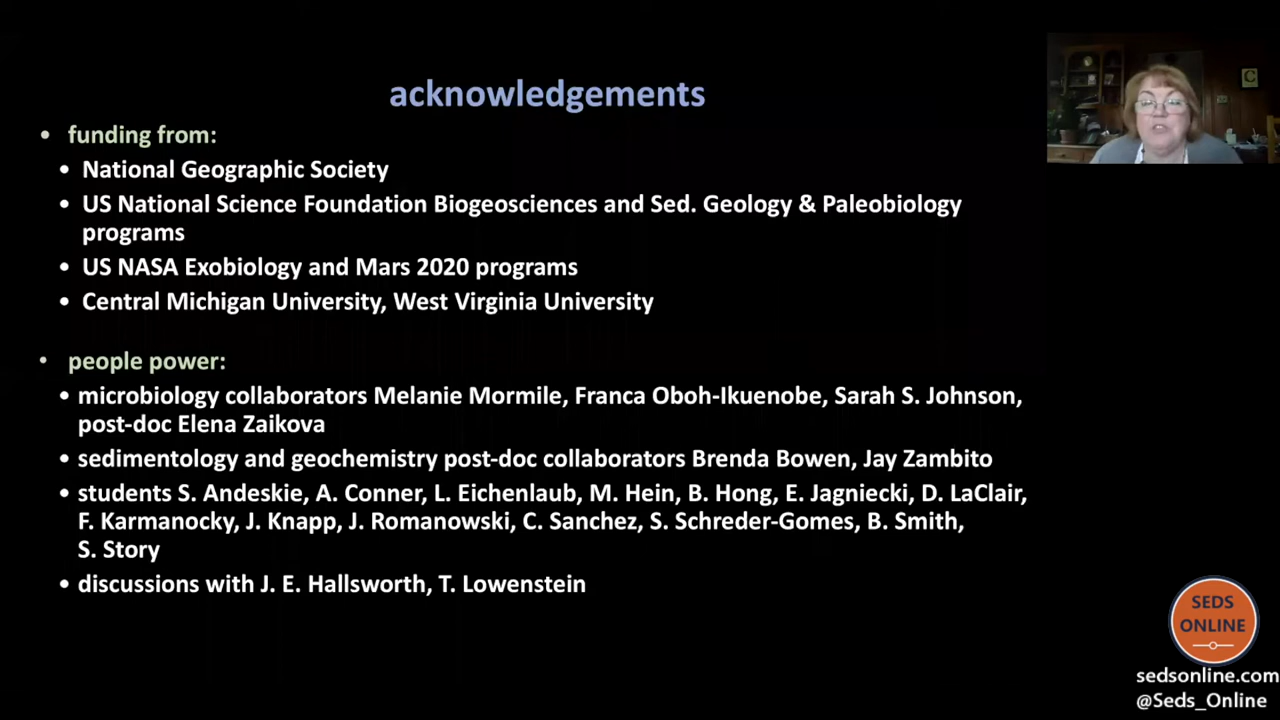 acknowledgements
• funding from:
• National Geographic Society
• US National Science Foundation Biogeosciences and Sed. Geology & Paleobiology
programs
• US NASA Exobiology and Mars 2020 programs
• Central Michigan University, West Virginia University
• people power:
• microbiology collaborators Melanie Mormile, Franca Oboh-Ikuenobe, Sarah S. Johnson,
post-doc Elena Zaikova
• sedimentology and geochemistry post-doc collaborators Brenda Bowen, Jay Zambito
• students S. Andeskie, A. Conner, L. Eichenlaub, M. Hein, B. Hong, E. Jagniecki, D. LaClair,
F. Karmanocky, J. Knapp, J. Romanowski, C. Sanchez, S. Schreder-Gomes, B. Smith,
S. Story
• discussions with J. E. Hallsworth, T. Lowenstein
C
SEDS
ONLINE
sedsonline.com
@Seds_Online